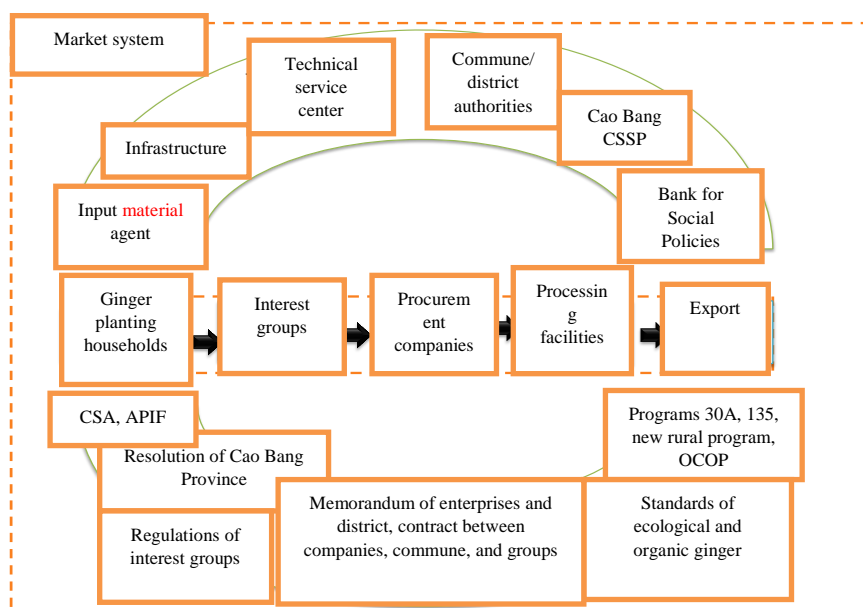 Market system
Technical
service
center
Commune/
district
authorities
Infrastructure
Cao Bang
CSSP
Input material
agent
Bank for
Social
Policies
Ginger
planting
households
Interest
groups
Procurem
ent
companies
Processin
g
facilities
Export
CSA, APIF
Programs 30A, 135,
new rural program,
OCOP
Resolution of Cao Bang
Province
Regulations of
interest groups
Memorandum of enterprises and
district, contract between
companies, commune, and groups
Standards of
ecological and
organic ginger